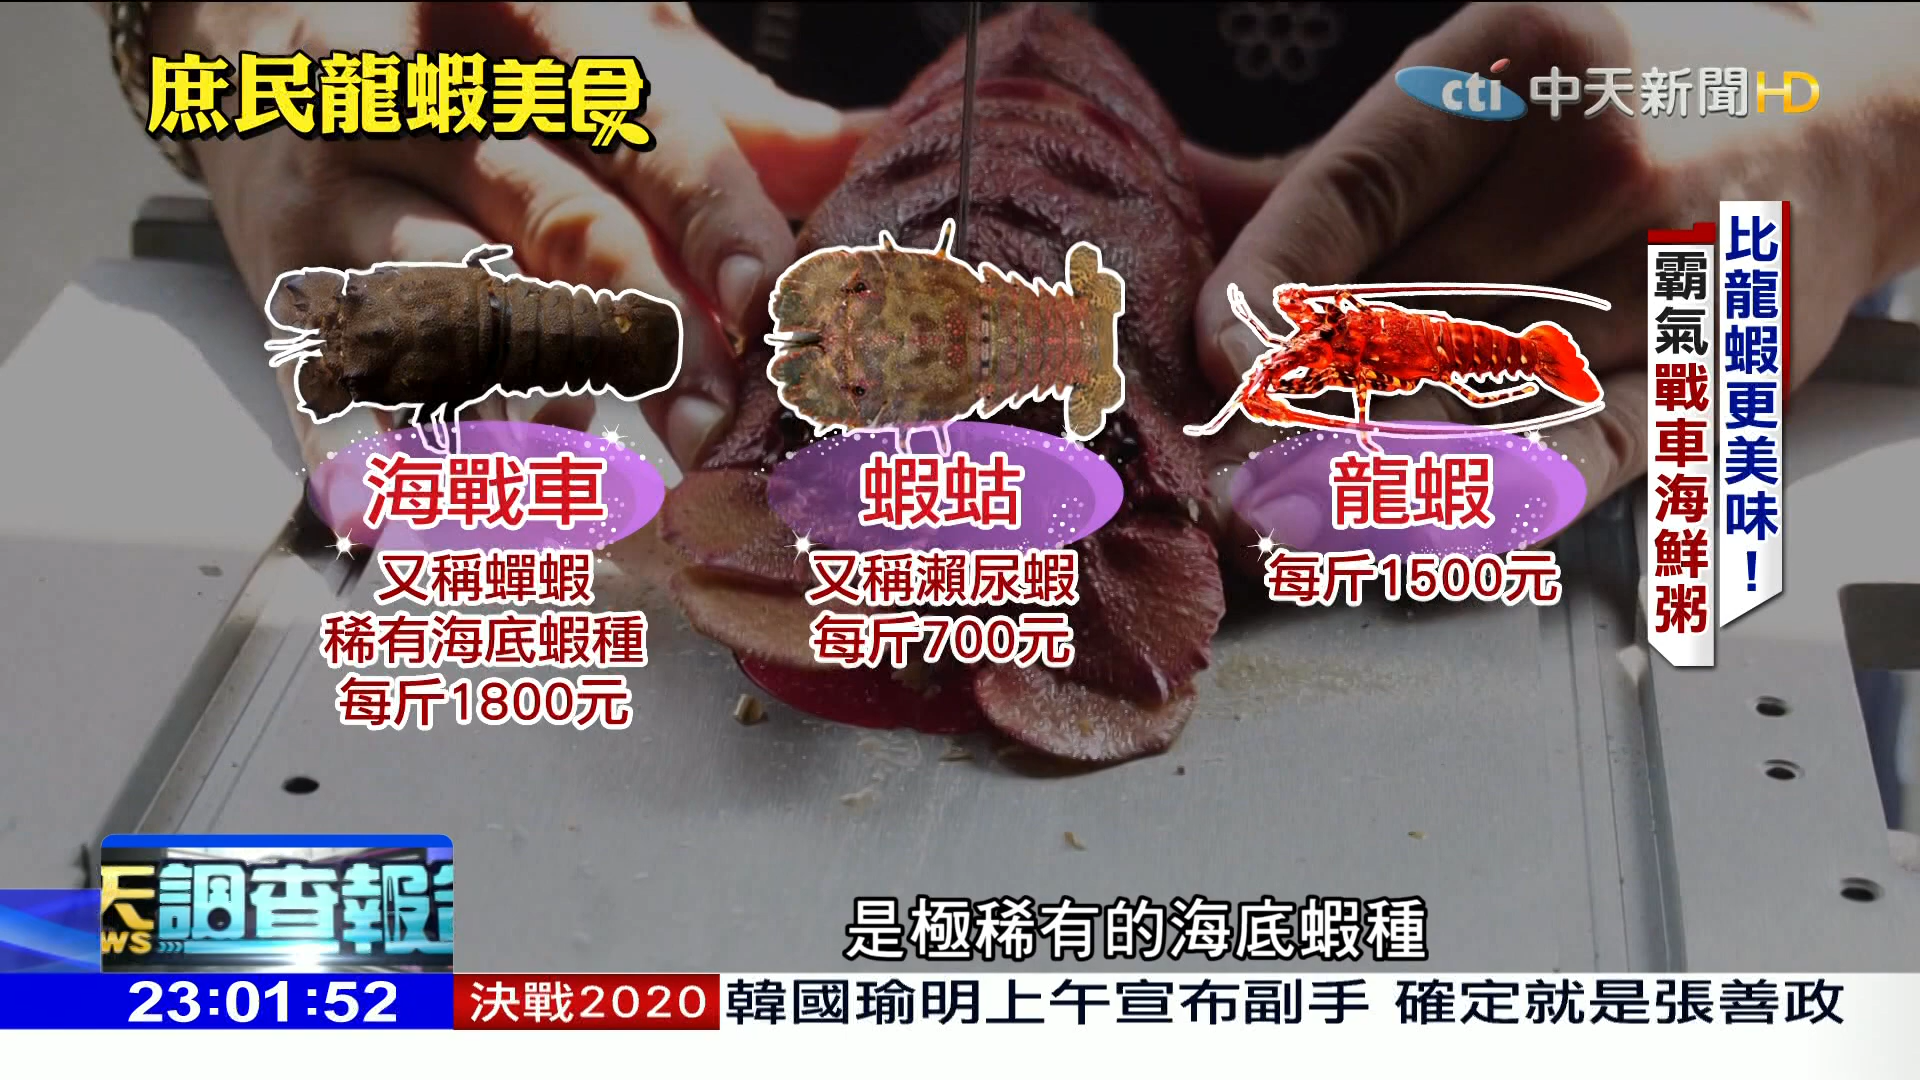 庶民龍蝦美食
cti 中天新聞HD
比龍蝦更美味！
霸氣戰車海鮮粥
海戰車
又稱蟬蝦
稀有海底蝦種
每斤1800元
蝦蛄
又稱瀨尿蝦
每斤700元
龍蝦
每斤1500元
天調查報告
WS
是極稀有的海底蝦種
23:01:52
決戰2020
韓國瑜明上午宣布副手 確定就是張善政